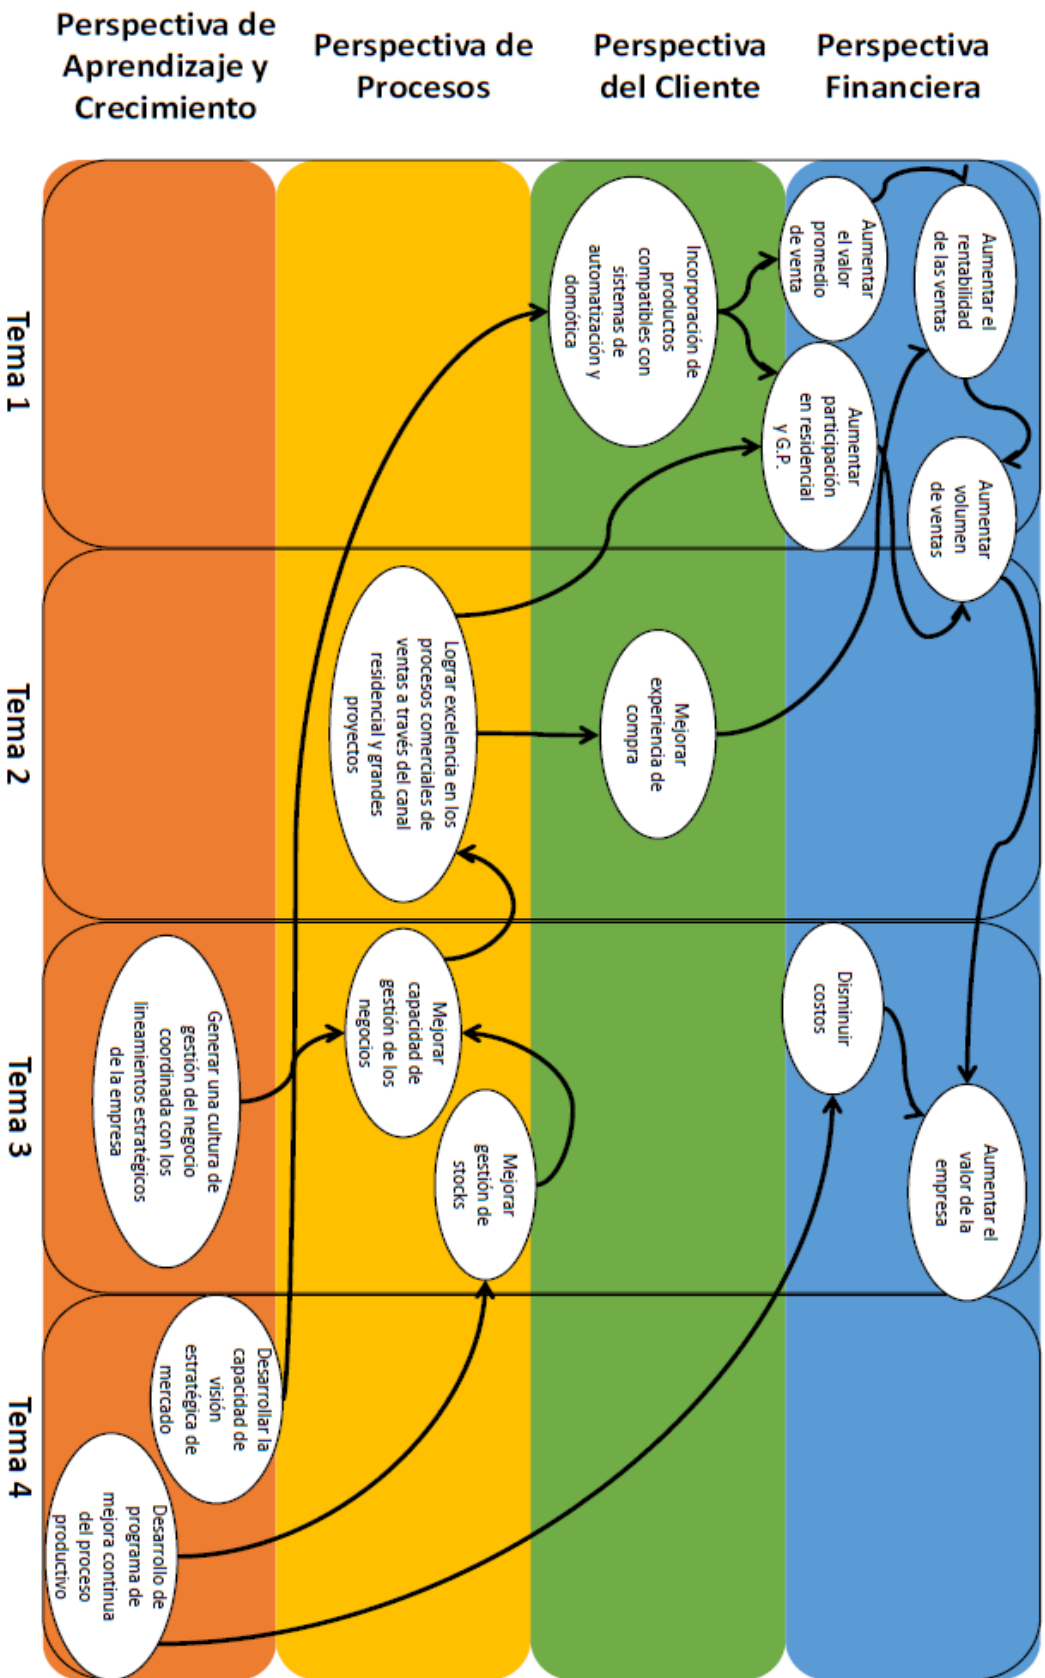 Perspectiva de
Aprendizaje y
Crecimiento
Perspectiva de
Procesos
Perspectiva
del Cliente
Perspectiva
Financiera
Aumentar el
rentabilidad
de las ventas
Aumentar
el valor
promedio
de venta
Aumentar
participación
en residencial
y G.P.
Aumentar
volumen
de ventas
Disminuir
costos
Aumentar el
valor de la
empresa
Incorporación de
productos
compatibles con
sistemas de
automatización y
domótica
Mejorar
experiencia de
compra
Lograr excelencia en los
procesos comerciales de
ventas a través del canal
residencial y grandes
proyectos
Mejorar
capacidad de
gestión de los
negocios
Mejorar
gestión de
stocks
Generar una cultura de
gestión del negocio
coordinada con los
lineamientos estratégicos
de la empresa
Desarrollar la
capacidad de
visión
estratégica de
mercado
Desarrollo de
programa de
mejora continua
del proceso
productivo
Tema 1
Tema 2
Tema 3
Tema 4